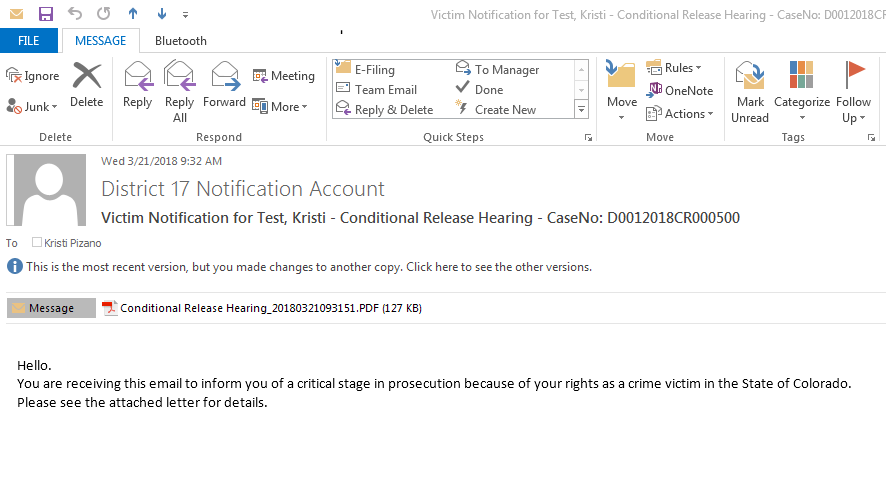 Victim Notification for Test, Kristi - Conditional Release Hearing - CaseNo: D0012018CR
FILE MESSAGE Bluetooth
Ignore
Junk
Delete
Reply
Reply All
Forward
Meeting
More
E-Filing
Team Email
Reply & Delete
To Manager
Done
Create New
Move
Rules
OneNote
Actions
Mark Unread
Categorize
Follow Up
Delete Respond Quick Steps Move Tags
Wed 3/21/2018 9:32 AM
District 17 Notification Account
Victim Notification for Test, Kristi - Conditional Release Hearing - CaseNo: D0012018CR000500
To Kristi Pizano
This is the most recent version, but you made changes to another copy. Click here to see the other versions.
Message Conditional Release Hearing_20180321093151.PDF (127 KB)
Hello.
You are receiving this email to inform you of a critical stage in prosecution because of your rights as a crime victim in the State of Colorado.
Please see the attached letter for details.